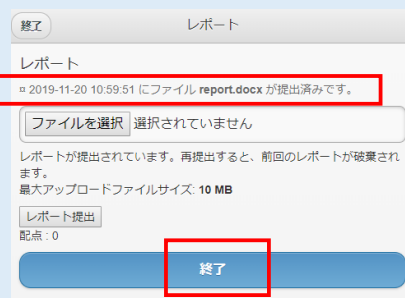 終了 レポート
レポート
¤ 2019-11-20 10:59:51 にファイル report.docx が提出済みです。
ファイルを選択 選択されていません
レポートが提出されています。再提出すると、前回のレポートが破棄され
ます。
最大アップロードファイルサイズ: 10 MB
レポート提出
配点 : 0
終了